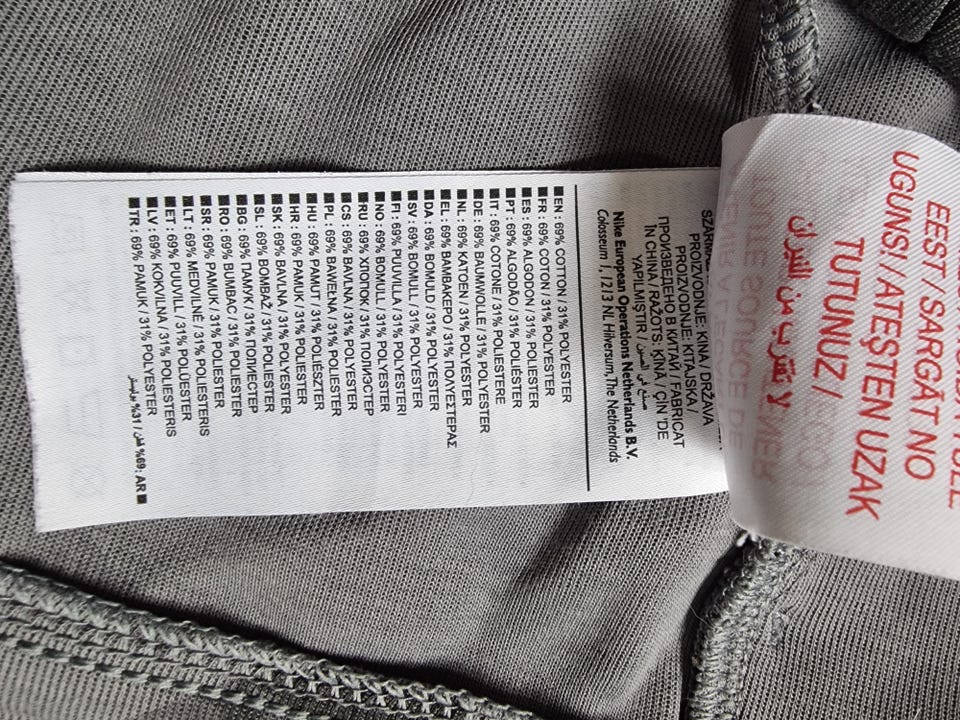 SZÁRMA
PROIZVODNJE: KINA / DRŽAVA
PROIZVODNJE: KITAJSKA /
ПРОИЗВЕДЕНО В КИТАЙ / FABRICAT
ÎN CHINA / RAŽOTS: ĶĪNA / ÇİN 'DE
YAPILMIŞTIR / صنع في الصين
Nike European Operations Netherlands B.V.
Colosseum 1, 1213 NL Hilversum, The Netherlands
■ EN : 69% COTTON / 31% POLYESTER
■ FR : 69% COTON / 31% POLYESTER
■ ES : 69% ALGODON / 31% POLIESTER
■ PT : 69% ALGODÃO / 31% POLIÉSTER
■ IT : 69% COTONE / 31% POLIESTERE
■ DE : 69% BAUMWOLLE / 31% POLYESTER
■ NL : 69% KATOEN / 31% POLYESTER
■ EL : 69% ΒΑΜΒΑΚΕΡΟ / 31% ΠΟΛΥΕΣΤΕΡΑΣ
■ DA : 69% BOMULD / 31% POLYESTER
■ SV : 69% BOMULL / 31% POLYESTER
■ FI : 69% PUUVILLA / 31% POLYESTERI
■ NO : 69% BOMULL / 31% POLYESTER
■ RU : 69% ХЛОПОК / 31% ПОЛИЭСТЕР
■ CS : 69% BAVLNA / 31% POLYESTER
■ PL : 69% BAWEŁNA / 31% POLIESTER
■ HU : 69% PAMUT / 31% POLIÉSZTER
■ HR : 69% PAMUK / 31% POLIESTER
■ SK : 69% BAVLNA / 31% POLYESTER
■ SL : 69% BOMBAŽ / 31% POLIESTER
■ BG : 69% ПАМУК / 31% ПОЛИЕСТЕР
■ RO : 69% BUMBAC / 31% POLIESTER
■ SR : 69% PAMUK / 31% POLIESTER
■ LT : 69% MEDVILNĖ / 31% POLIESTERIS
■ ET : 69% PUUVILL / 31% POLÜESTER
■ LV : 69% KOKVILNA / 31% POLIESTERIS
■ TR : 69% PAMUK / 31% POLYESTER
■ AR :69% قطن / 31% بوليستر
EEST / SARGĀT NO
UGUNS! / ATEŞTEN UZAK
TUTUNUZ /
لا تقترب من النيران